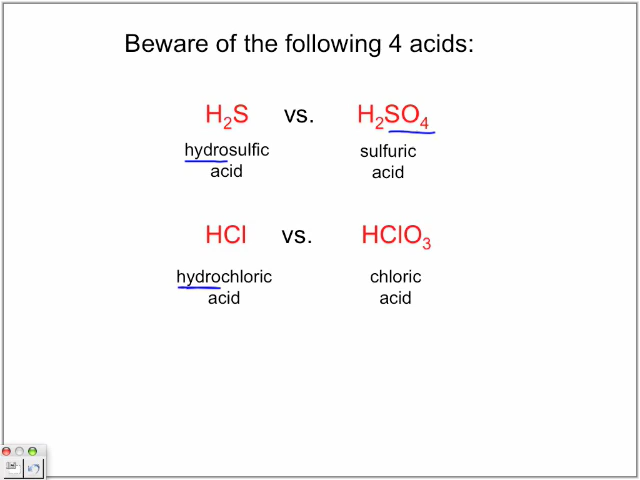 Beware of the following 4 acids:
H₂S vs. H₂SO₄
hydrosulfic acid
sulfuric acid
HCl vs. HClO₃
hydrochloric acid
chloric acid